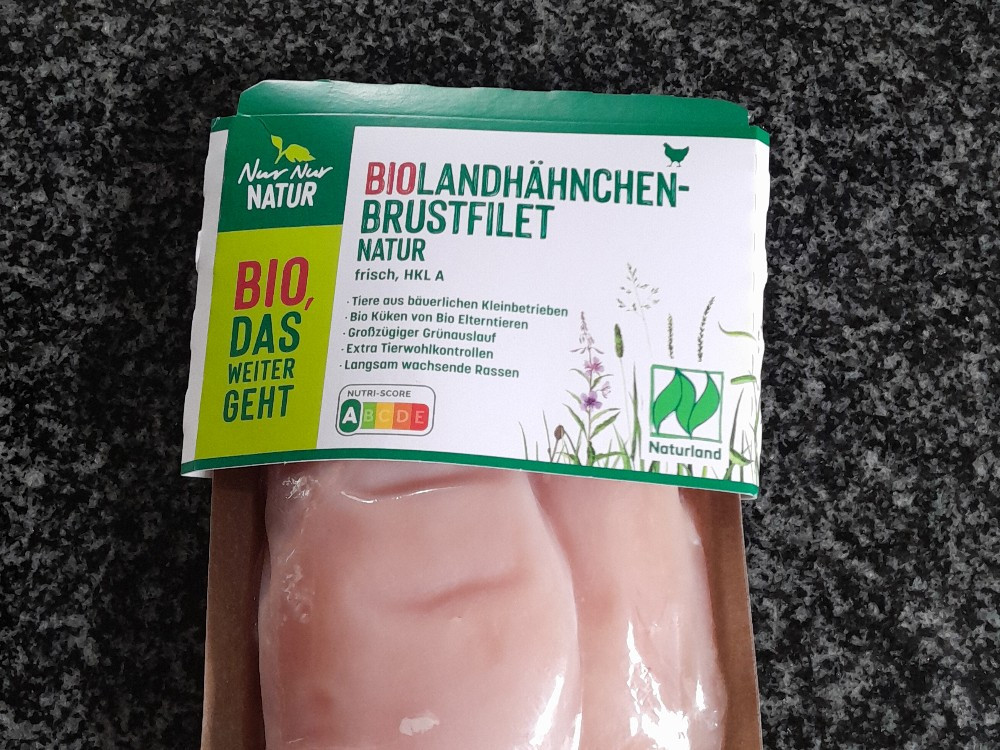 Nur Nur
NATUR
BIO,
DAS
WEITER
GEHT
BIOLANDHÄHNCHEN-
BRUSTFILET
NATUR
frisch, HKL A
· Tiere aus bäuerlichen Kleinbetrieben
· Bio Küken von Bio Elterntieren
· Großzügiger Grünauslauf
· Extra Tierwohlkontrollen
· Langsam wachsende Rassen
NUTRI-SCORE
A B C D E
Naturland